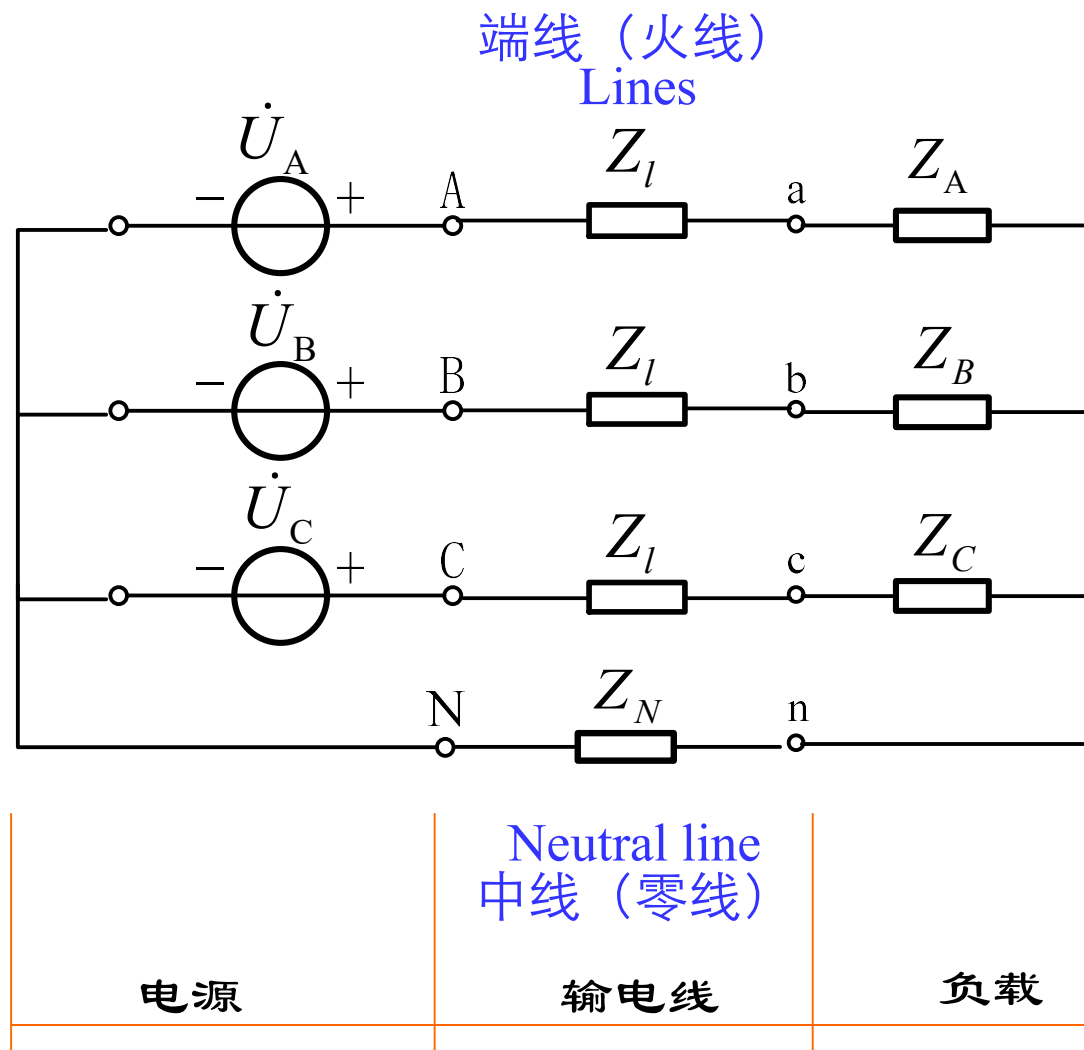 端线（火线）
Lines
U̇A Zl ZA
− + A a
U̇B Zl ZB
− + B b
U̇C Zl ZC
− + C c
N ZN n
Neutral line
中线（零线）
电源 输电线 负载